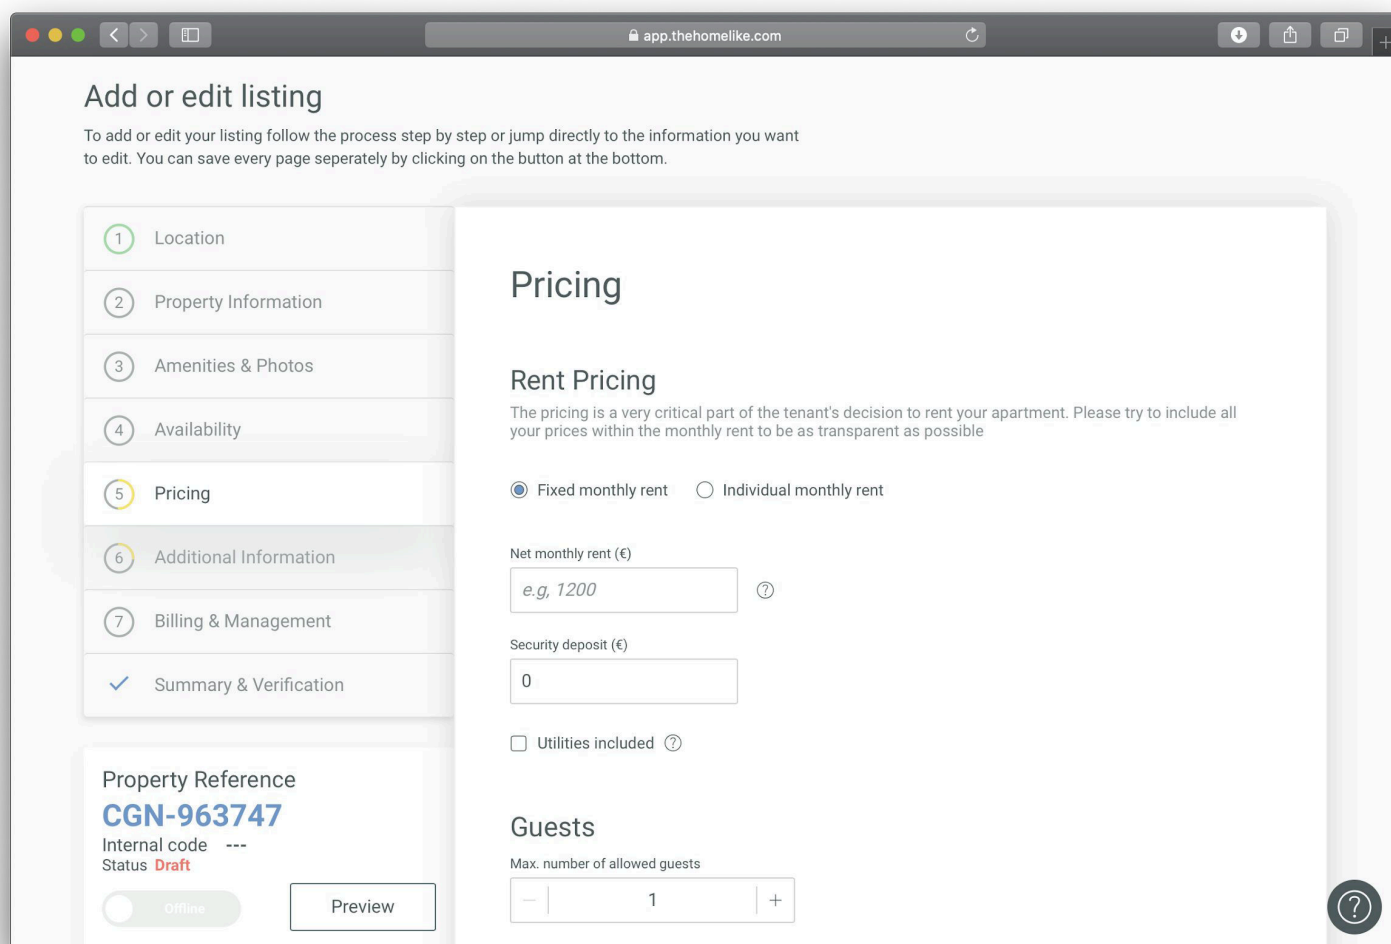 app.thehomelike.com
Add or edit listing
To add or edit your listing follow the process step by step or jump directly to the information you want
to edit. You can save every page seperately by clicking on the button at the bottom.
1 Location
2 Property Information
3 Amenities & Photos
4 Availability
5 Pricing
6 Additional Information
7 Billing & Management
Summary & Verification
Property Reference
CGN-963747
Internal code ---
Status Draft
Offline
Preview
Pricing
Rent Pricing
The pricing is a very critical part of the tenant's decision to rent your apartment. Please try to include all
your prices within the monthly rent to be as transparent as possible
Fixed monthly rent Individual monthly rent
Net monthly rent (€)
e.g, 1200 ?
Security deposit (€)
0
Utilities included ?
Guests
Max. number of allowed guests
− 1 +
?